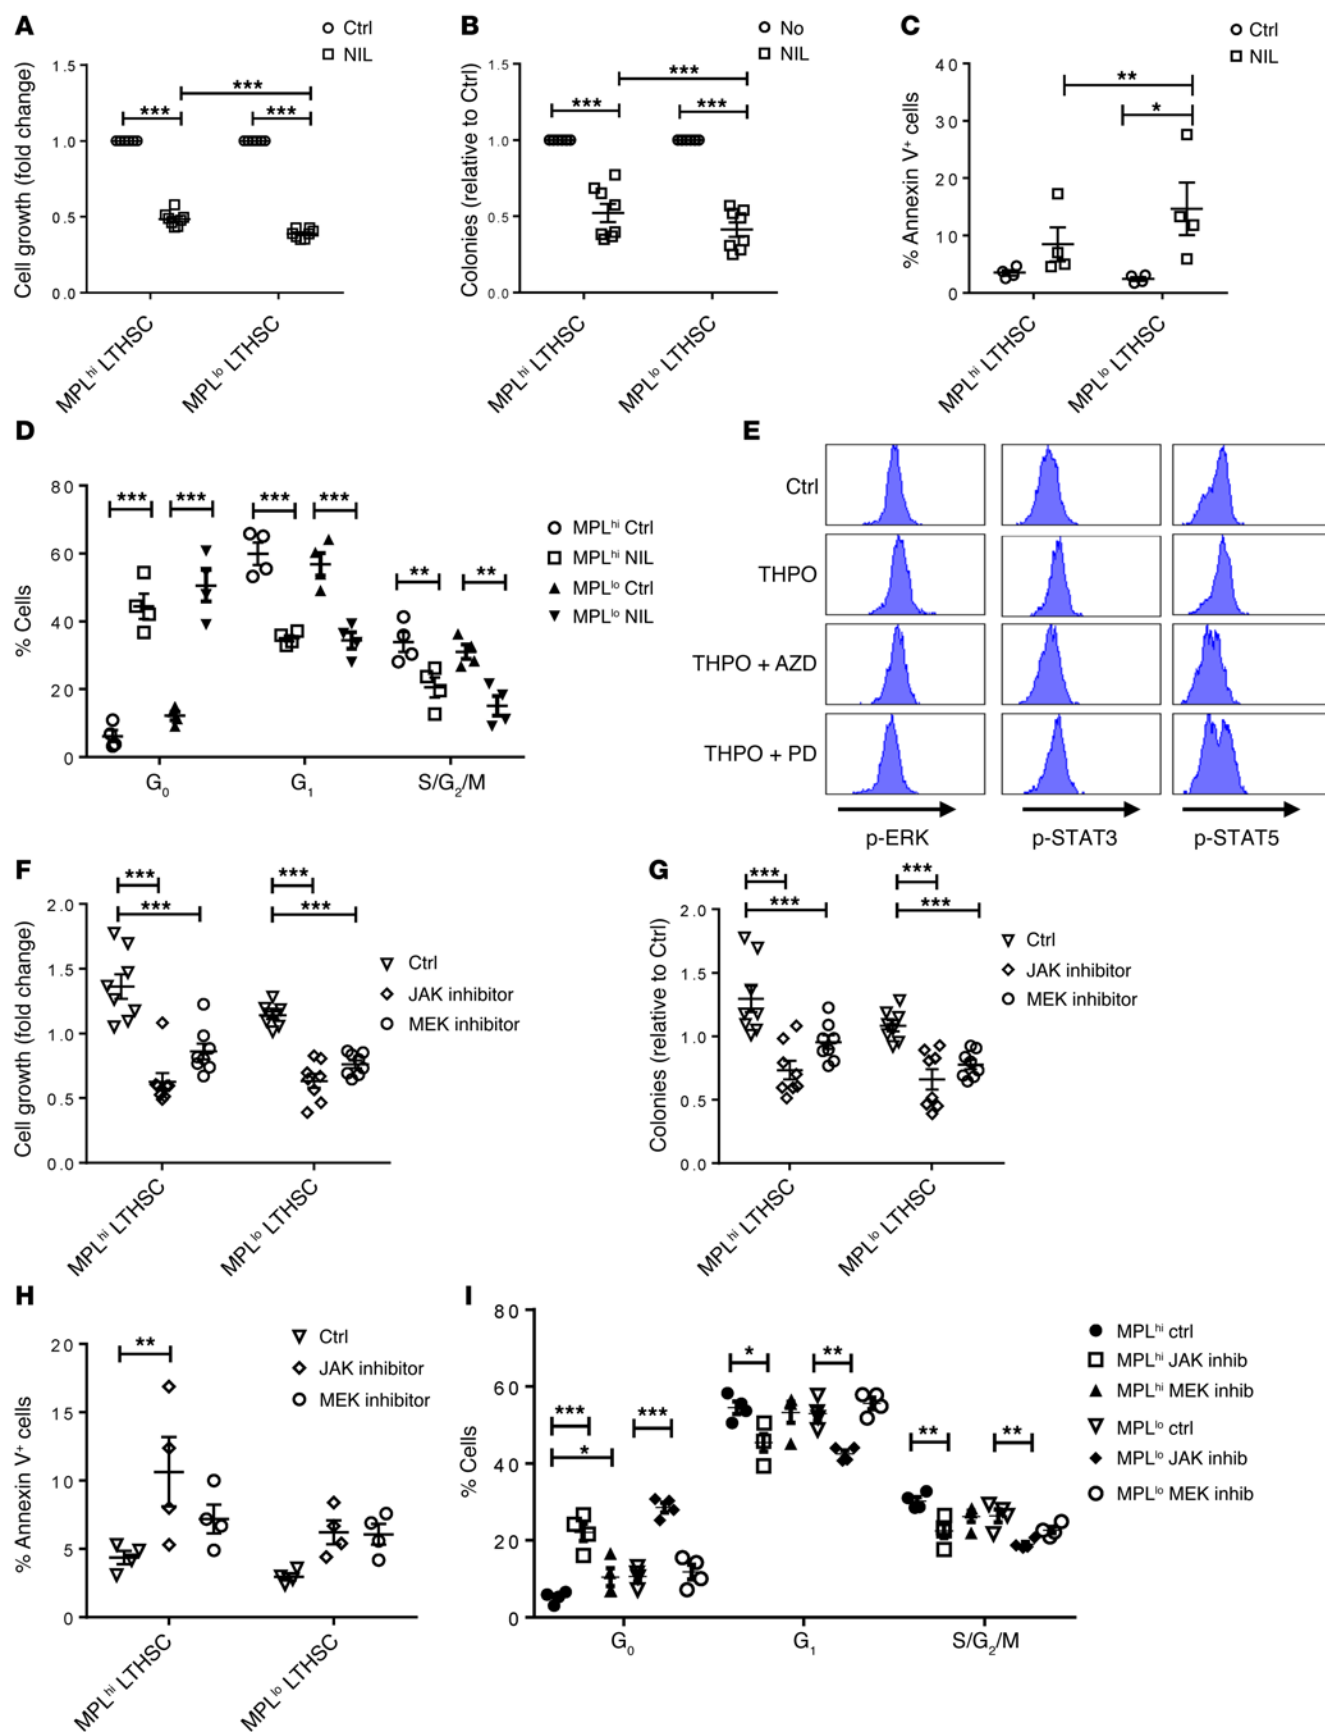 A
Ctrl
NIL
Cell growth (fold change)
1.5
1.0
0.5
0.0
***
***
***
MPLhi LTHSC
MPLlo LTHSC
B
No
NIL
Colonies (relative to Ctrl)
1.5
1.0
0.5
0.0
***
***
***
MPLhi LTHSC
MPLlo LTHSC
C
Ctrl
NIL
% Annexin V+ cells
40
30
20
10
0
**
*
MPLhi LTHSC
MPLlo LTHSC
D
% Cells
80
60
40
20
0
*** *** *** ***
** **
G0 G1 S/G2/M
MPLhi Ctrl
MPLhi NIL
MPLlo Ctrl
MPLlo NIL
E
Ctrl
THPO
THPO + AZD
THPO + PD
p-ERK p-STAT3 p-STAT5
F
Cell growth (fold change)
2.0
1.5
1.0
0.5
0.0
*** ***
*** ***
MPLhi LTHSC
MPLlo LTHSC
Ctrl
JAK inhibitor
MEK inhibitor
G
Colonies (relative to Ctrl)
2.0
1.5
1.0
0.5
0.0
*** ***
*** ***
MPLhi LTHSC
MPLlo LTHSC
Ctrl
JAK inhibitor
MEK inhibitor
H
% Annexin V+ cells
20
15
10
5
0
**
MPLhi LTHSC
MPLlo LTHSC
Ctrl
JAK inhibitor
MEK inhibitor
I
% Cells
80
60
40
20
0
* **
*** ***
*
** **
G0 G1 S/G2/M
MPLhi ctrl
MPLhi JAK inhib
MPLhi MEK inhib
MPLlo ctrl
MPLlo JAK inhib
MPLlo MEK inhib